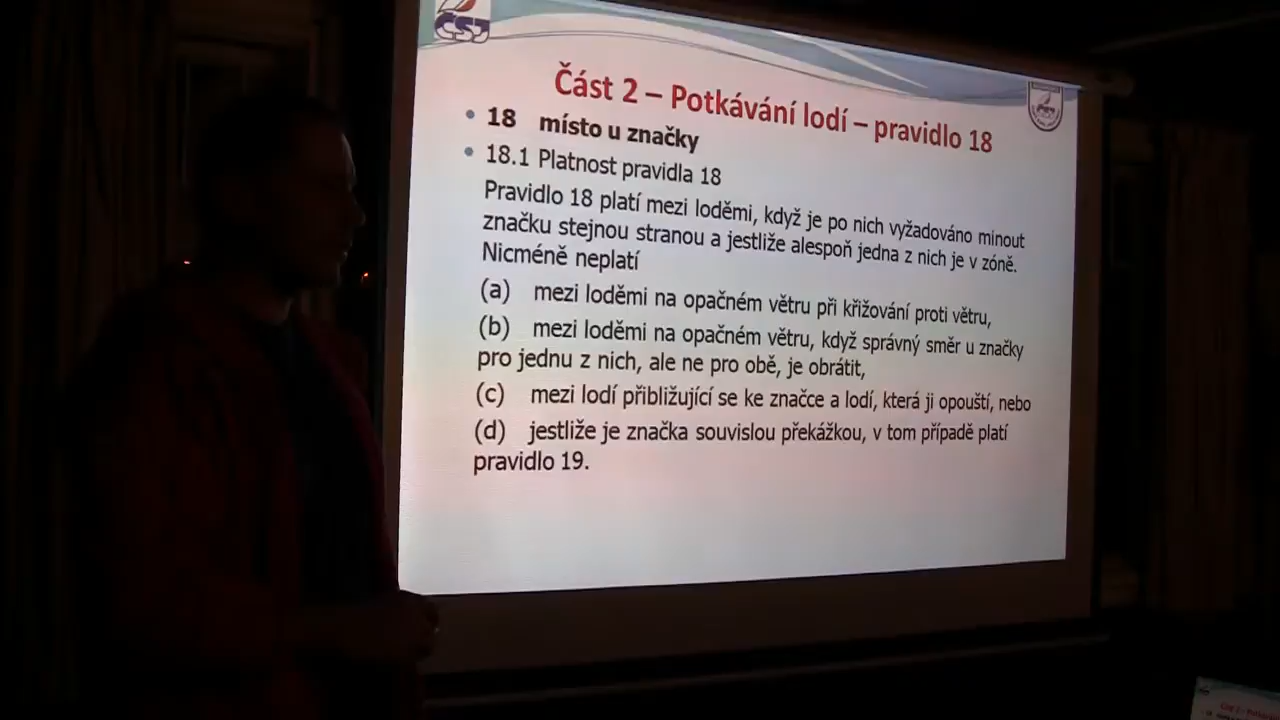 ČSJ
Část 2 – Potkávání lodí – pravidlo 18
• 18 místo u značky
• 18.1 Platnost pravidla 18
Pravidlo 18 platí mezi loděmi, když je po nich vyžadováno minout
značku stejnou stranou a jestliže alespoň jedna z nich je v zóně.
Nicméně neplatí
(a) mezi loděmi na opačném větru při křižování proti větru,
(b) mezi loděmi na opačném větru, když správný směr u značky
pro jednu z nich, ale ne pro obě, je obrátit,
(c) mezi lodí přibližující se ke značce a lodí, která ji opouští, nebo
(d) jestliže je značka souvislou překážkou, v tom případě platí
pravidlo 19.